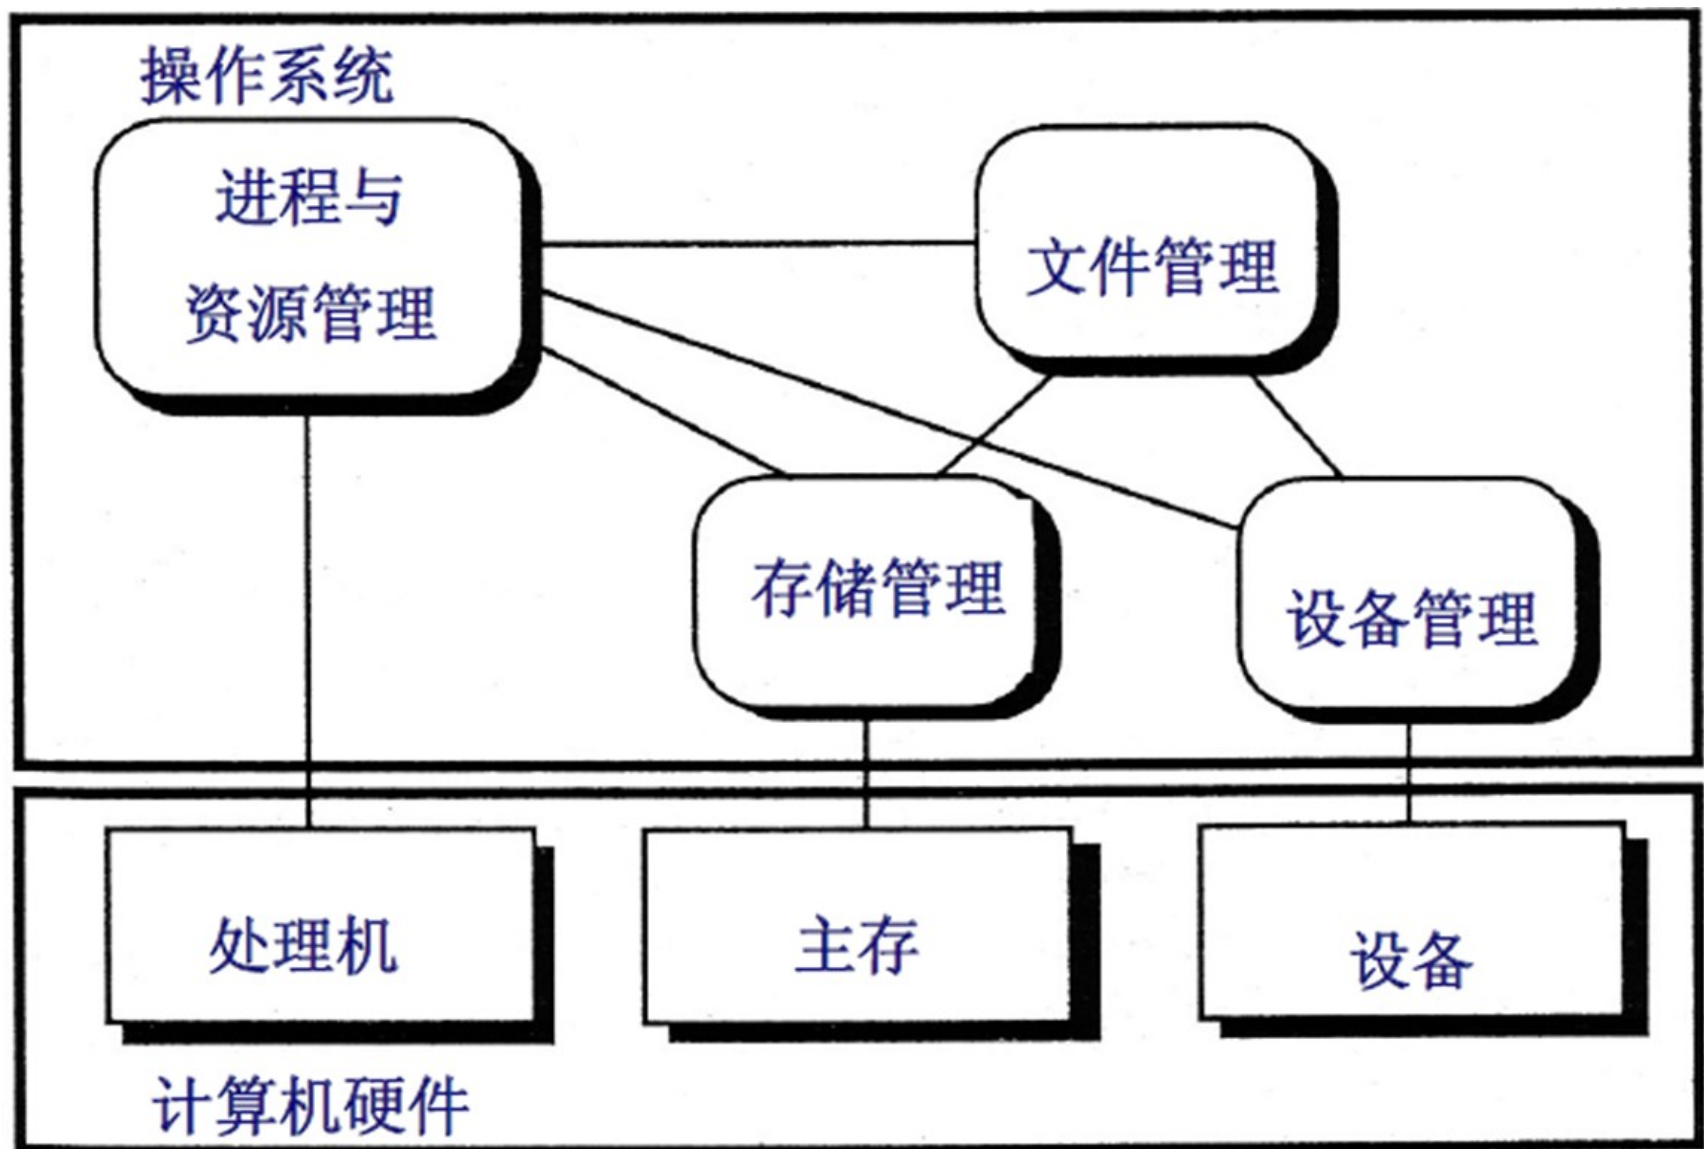 操作系统
进程与
资源管理
文件管理
存储管理
设备管理
处理机
主存
设备
计算机硬件